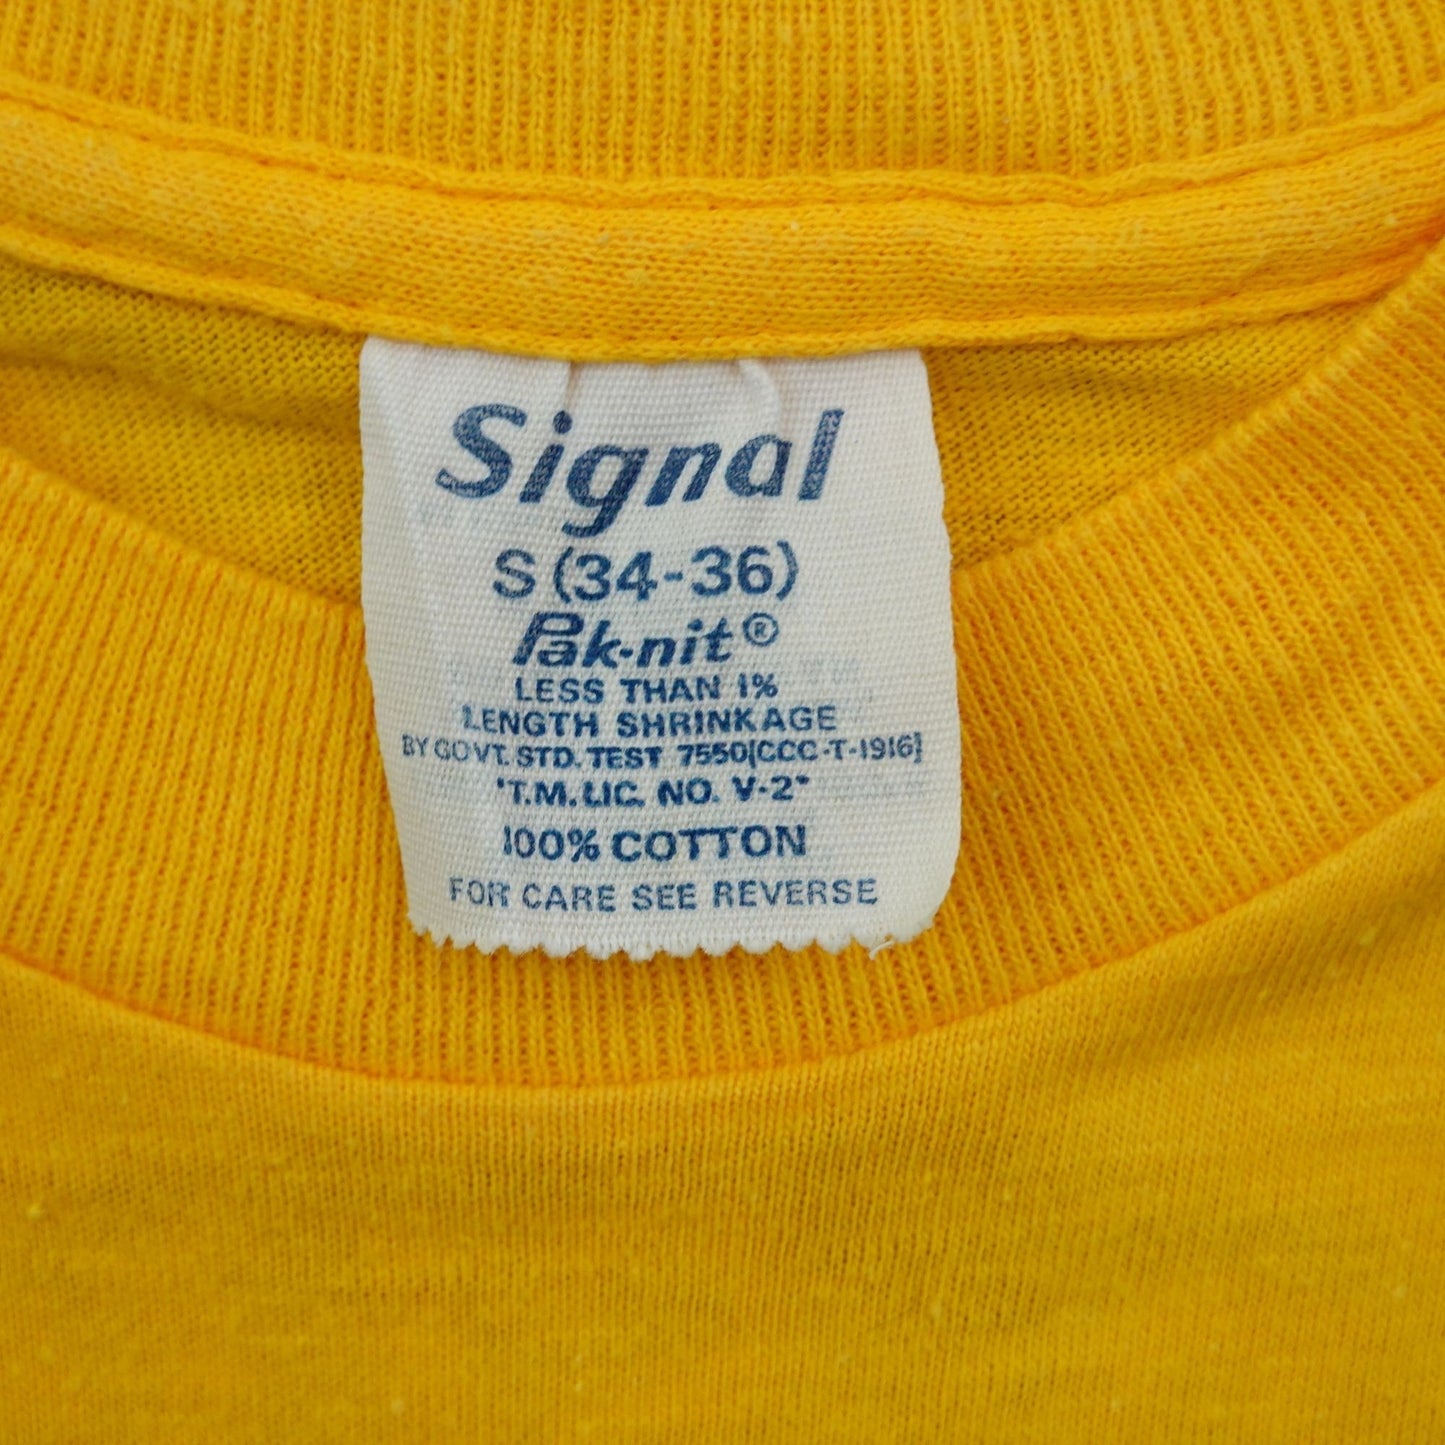 Signal
S (34-36)
Pak-nit®
LESS THAN 1%
LENGTH SHRINKAGE
BY GOVT. STD. TEST 7550[CCC-T-1916]
"T.M. LIC. NO. V-2"
100% COTTON
FOR CARE SEE REVERSE